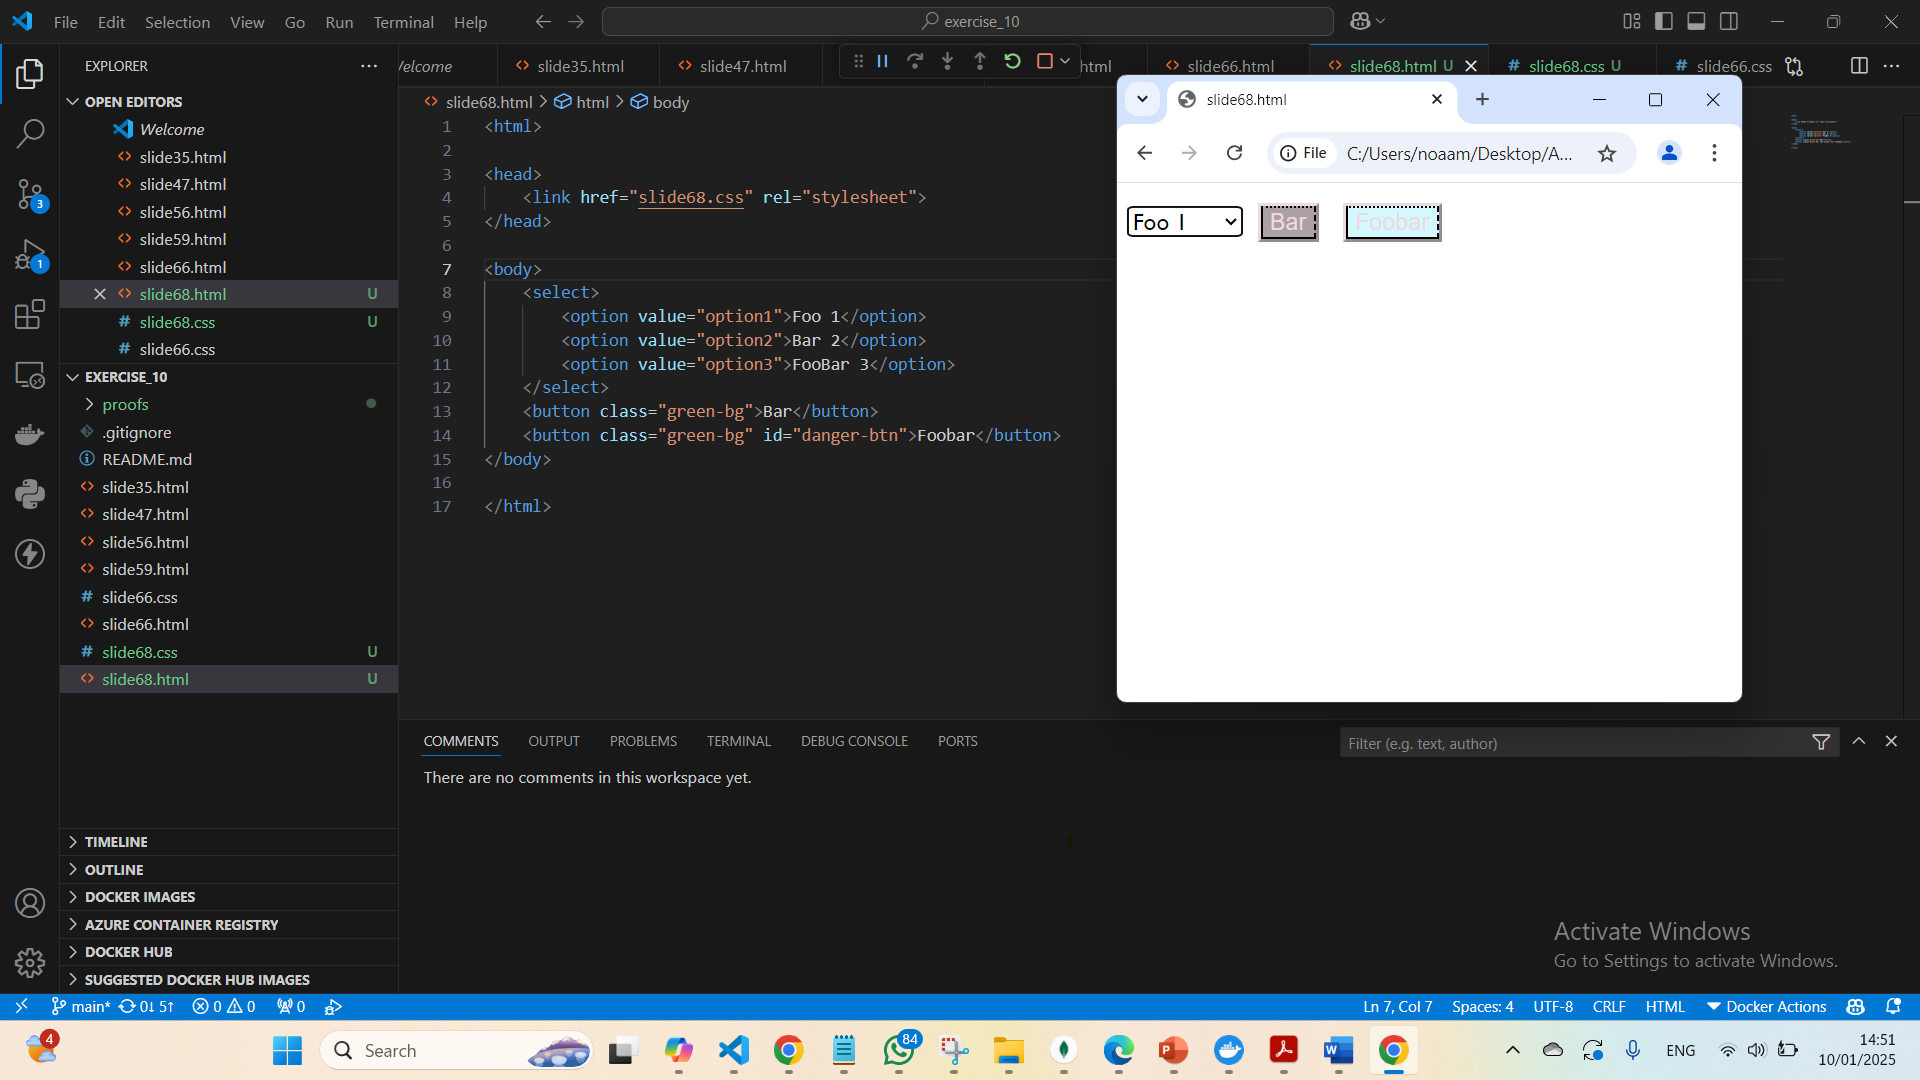 File Edit Selection View Go Run Terminal Help
exercise_10
EXPLORER
Welcome
slide35.html
slide47.html
html
slide66.html
slide68.html U
slide68.css U
slide66.css
OPEN EDITORS
Welcome
slide35.html
slide47.html
slide56.html
slide59.html
slide66.html
slide68.html U
slide68.css U
slide66.css
EXERCISE_10
proofs
.gitignore
README.md
slide35.html
slide47.html
slide56.html
slide59.html
slide66.css
slide66.html
slide68.css U
slide68.html U
TIMELINE
OUTLINE
DOCKER IMAGES
AZURE CONTAINER REGISTRY
DOCKER HUB
SUGGESTED DOCKER HUB IMAGES
3
1
slide68.html > html > body
1 <html>
2
3 <head>
4 <link href="slide68.css" rel="stylesheet">
5 </head>
6
7 <body>
8 <select>
9 <option value="option1">Foo 1</option>
10 <option value="option2">Bar 2</option>
11 <option value="option3">FooBar 3</option>
12 </select>
13 <button class="green-bg">Bar</button>
14 <button class="green-bg" id="danger-btn">Foobar</button>
15 </body>
16
17 </html>
slide68.html
File C:/Users/noaam/Desktop/A...
Foo 1 Bar Foobar
COMMENTS OUTPUT PROBLEMS TERMINAL DEBUG CONSOLE PORTS
Filter (e.g. text, author)
There are no comments in this workspace yet.
Activate Windows
Go to Settings to activate Windows.
main* 0↓ 5↑ 0 0 0
Ln 7, Col 7 Spaces: 4 UTF-8 CRLF HTML Docker Actions
4
Search
84
ENG
14:51
10/01/2025